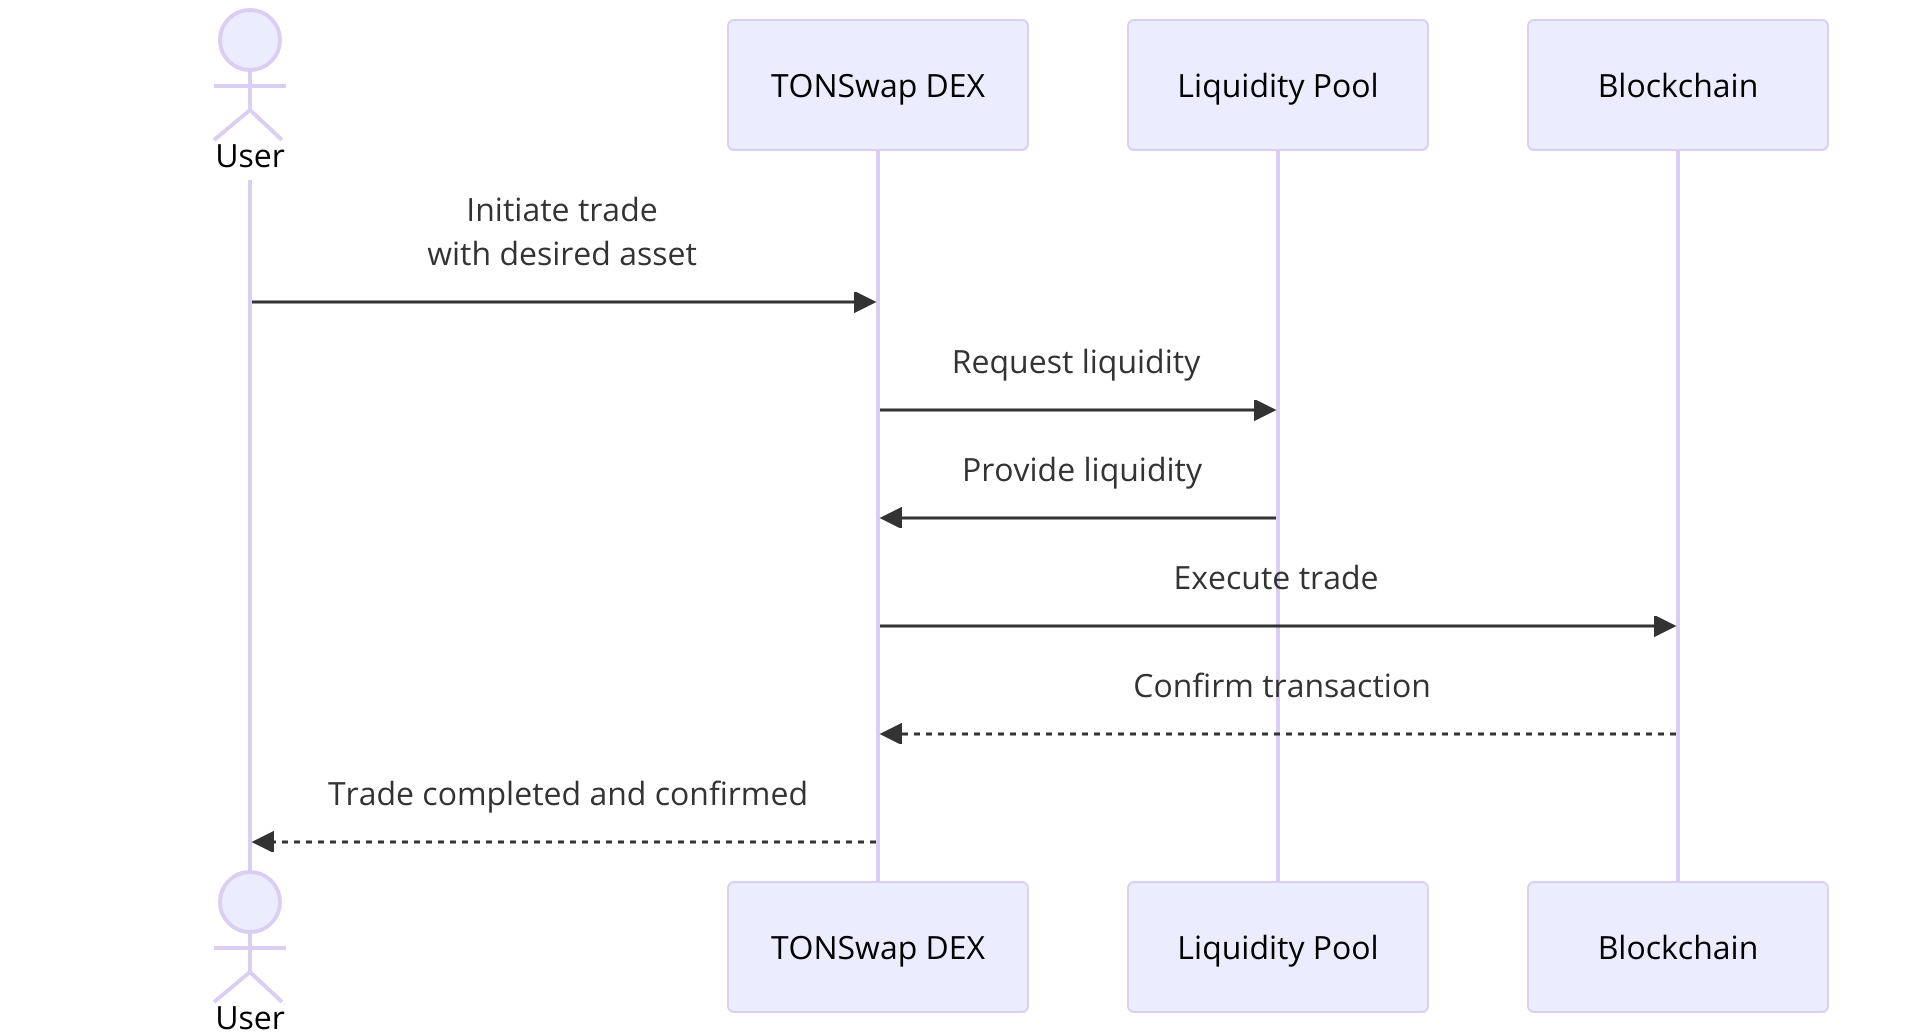 TONSwap DEX
Liquidity Pool
Blockchain
User
Initiate trade
with desired asset
Request liquidity
Provide liquidity
Execute trade
Confirm transaction
Trade completed and confirmed
TONSwap DEX
Liquidity Pool
Blockchain
User